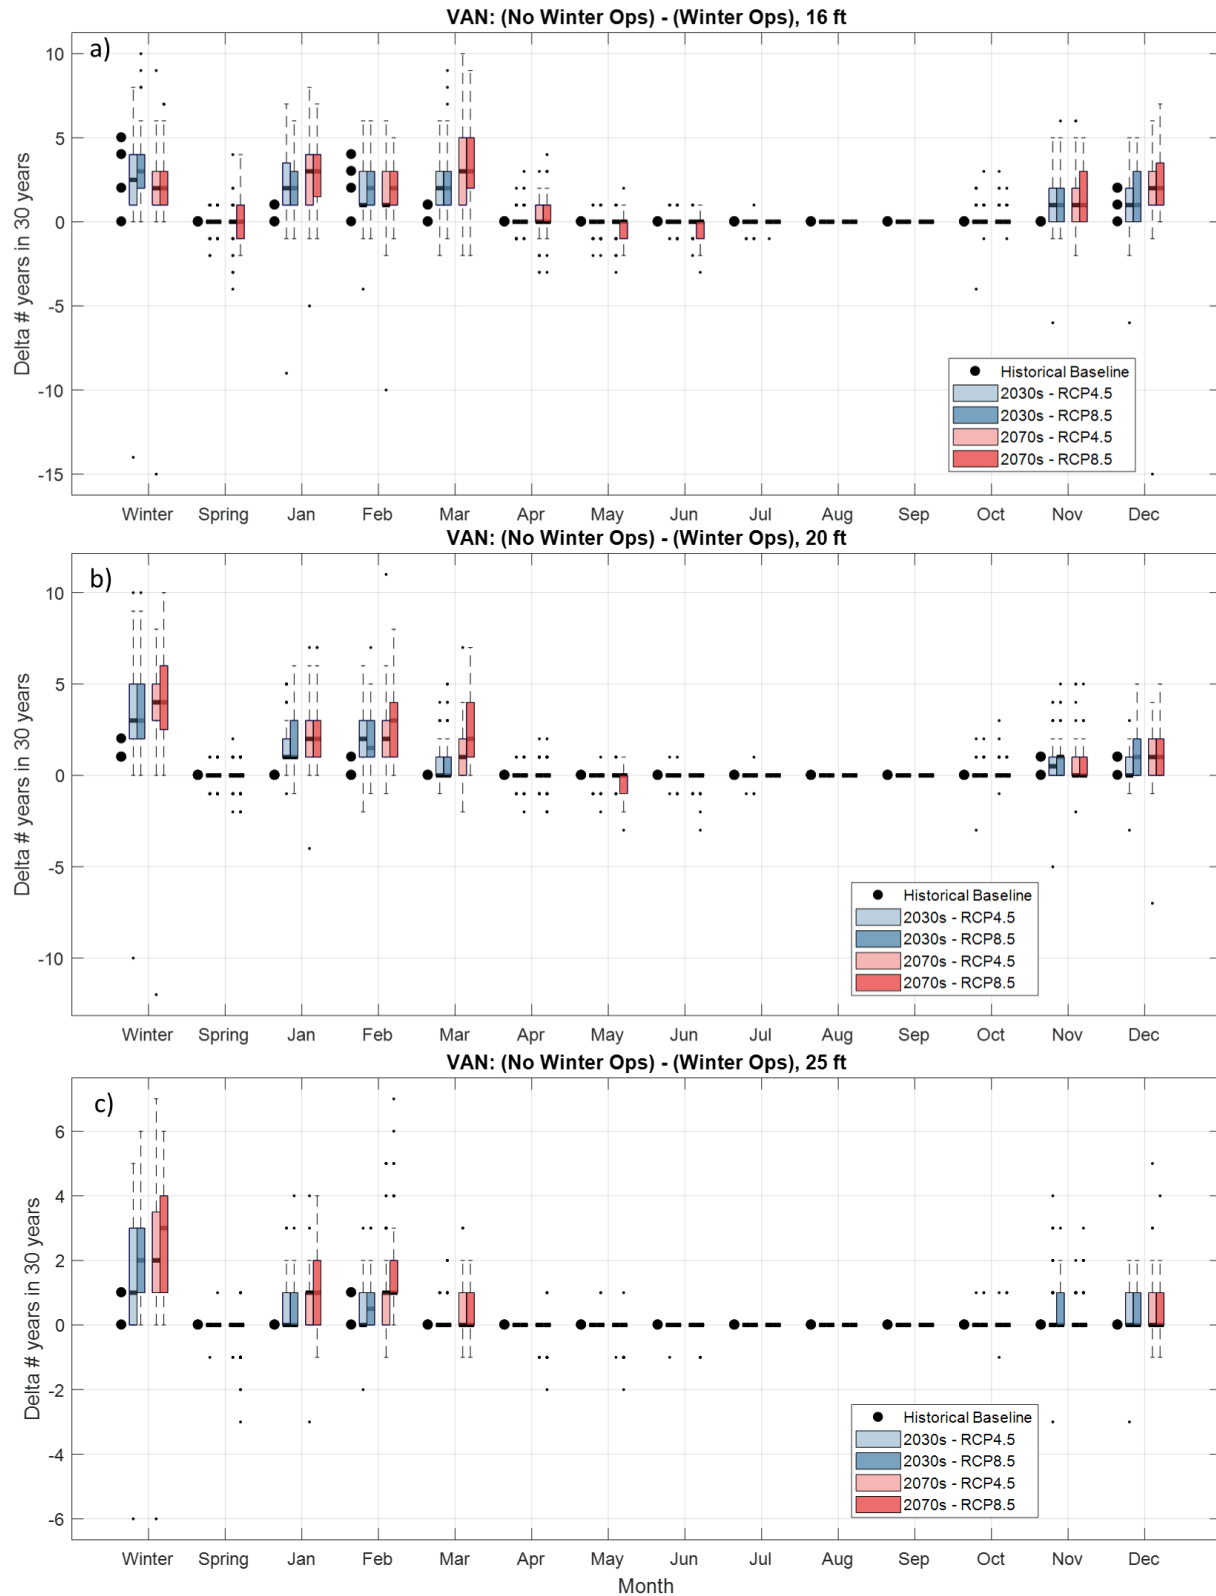 VAN: (No Winter Ops) - (Winter Ops), 16 ft
a)
10
5
0
-5
-10
-15
Delta # years in 30 years
Historical Baseline
2030s - RCP4.5
2030s - RCP8.5
2070s - RCP4.5
2070s - RCP8.5
Winter Spring Jan Feb Mar Apr May Jun Jul Aug Sep Oct Nov Dec
VAN: (No Winter Ops) - (Winter Ops), 20 ft
b)
10
5
0
-5
-10
Delta # years in 30 years
Historical Baseline
2030s - RCP4.5
2030s - RCP8.5
2070s - RCP4.5
2070s - RCP8.5
Winter Spring Jan Feb Mar Apr May Jun Jul Aug Sep Oct Nov Dec
VAN: (No Winter Ops) - (Winter Ops), 25 ft
c)
6
4
2
0
-2
-4
-6
Delta # years in 30 years
Historical Baseline
2030s - RCP4.5
2030s - RCP8.5
2070s - RCP4.5
2070s - RCP8.5
Winter Spring Jan Feb Mar Apr May Jun Jul Aug Sep Oct Nov Dec
Month